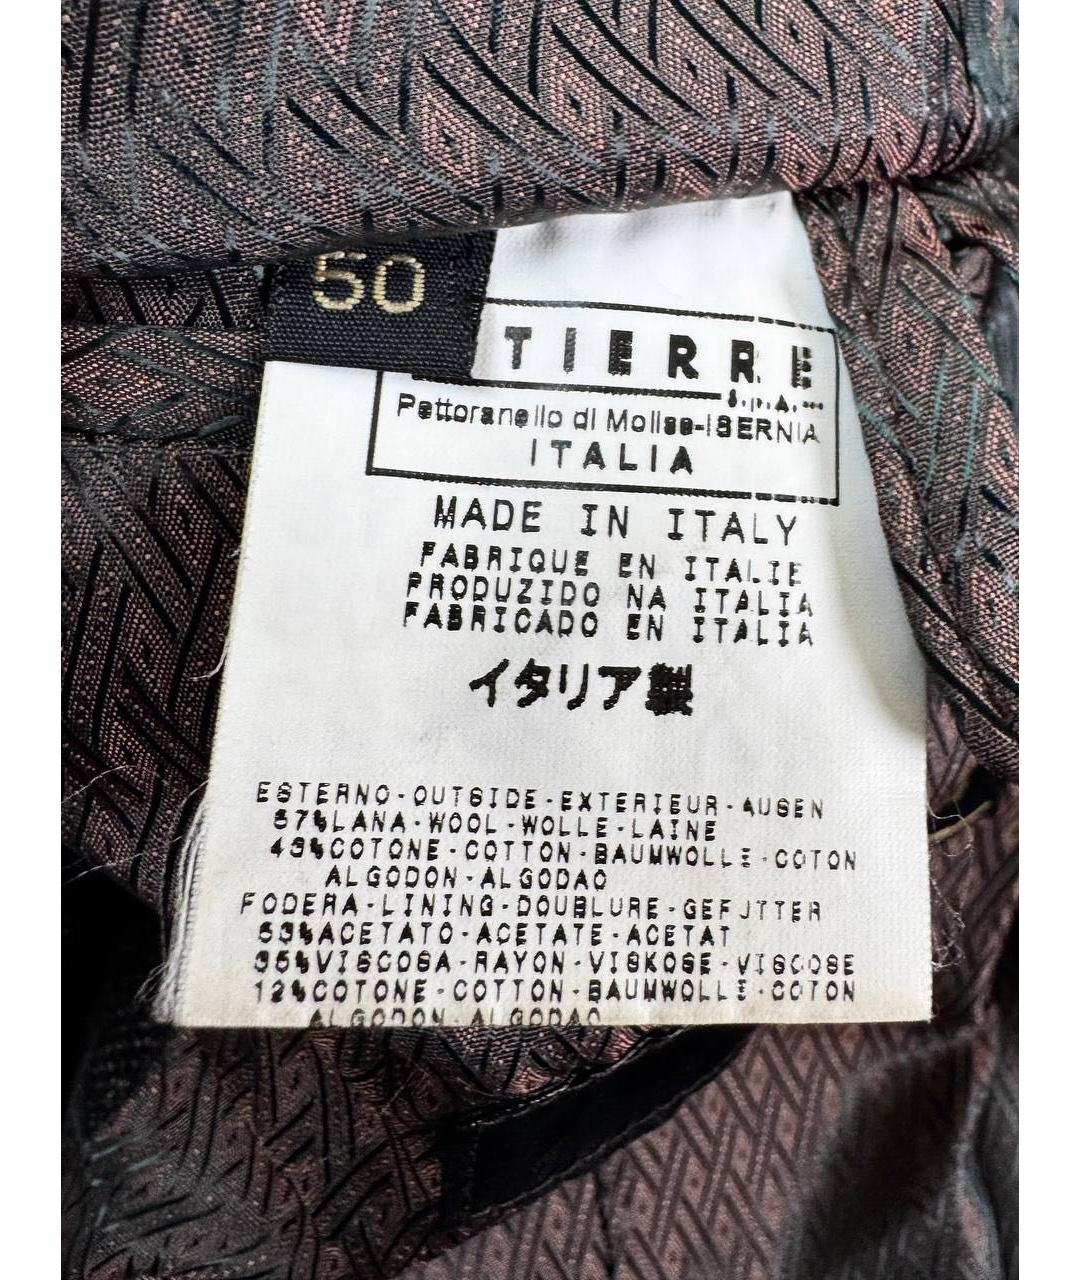 50
TIERRE
S.p.A.
Pettoranello di Molise-ISERNIA
ITALIA
MADE IN ITALY
FABRIQUE EN ITALIE
PRODUZIDO NA ITALIA
FABRICADO EN ITALIA
イタリア製
ESTERNO-OUTSIDE-EXTERIEUR-AUSEN
57%LANA-WOOL-WOLLE-LAINE
43%COTONE-COTTON-BAUMWOLLE-COTON
ALGODON-ALGODAO
FODERA-LINING-DOUBLURE-GEFUTTER
53%ACETATO-ACETATE-ACETAT
35%VISCOSA-RAYON-VISKOSE-VISCOSE
12%COTONE-COTTON-BAUMWOLLE-COTON
ALGODON-ALGODAO